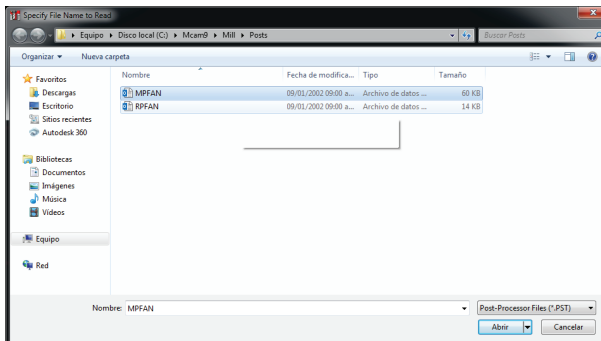 Specify File Name to Read
Equipo ▸ Disco local (C:) ▸ Mcam9 ▸ Mill ▸ Posts
Buscar Posts
Organizar Nueva carpeta
Nombre Fecha de modifica... Tipo Tamaño
Favoritos
Descargas
Escritorio
Sitios recientes
Autodesk 360
Bibliotecas
Documentos
Imágenes
Música
Vídeos
Equipo
Red
MPFAN 09/01/2002 09:00 a... Archivo de datos ... 60 KB
RPFAN 09/01/2002 09:00 a... Archivo de datos ... 14 KB
Nombre: MPFAN
Post-Processor Files (*.PST)
Abrir Cancelar